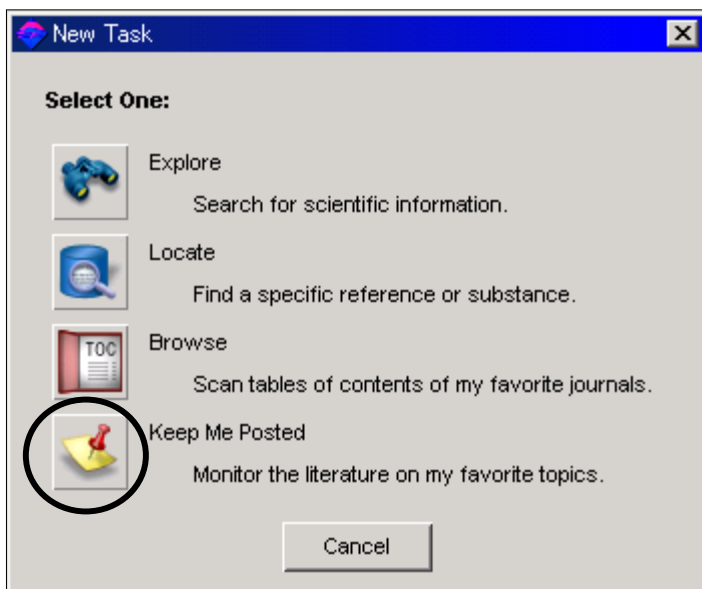 New Task
Select One:
Explore
Search for scientific information.
Locate
Find a specific reference or substance.
TOC
Browse
Scan tables of contents of my favorite journals.
Keep Me Posted
Monitor the literature on my favorite topics.
Cancel